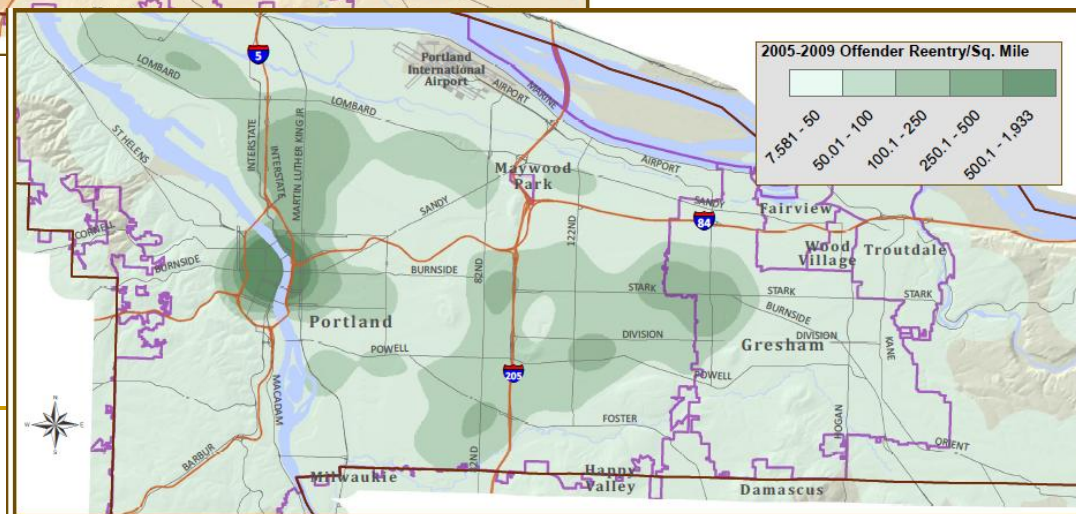 2005-2009 Offender Reentry/Sq. Mile
7.581 - 50
50.01 - 100
100.1 - 250
250.1 - 500
500.1 - 1,933
5
Portland
International
Airport
LOMBARD
LOMBARD
AIRPORT
MARINE
ST HELENS
INTERSTATE
INTERSTATE
MARTIN LUTHER KING JR
Maywood
Park
AIRPORT
SANDY
SANDY
84
Fairview
122ND
CORNELL
BURNSIDE
BURNSIDE
82ND
Wood
Village
Troutdale
STARK
STARK
STARK
BURNSIDE
Portland
DIVISION
DIVISION
Gresham
POWELL
POWELL
KANE
205
MACADAM
FOSTER
HOGAN
ORIENT
BARBUR
N
W
E
S
Milwaukie
Happy
Valley
Damascus